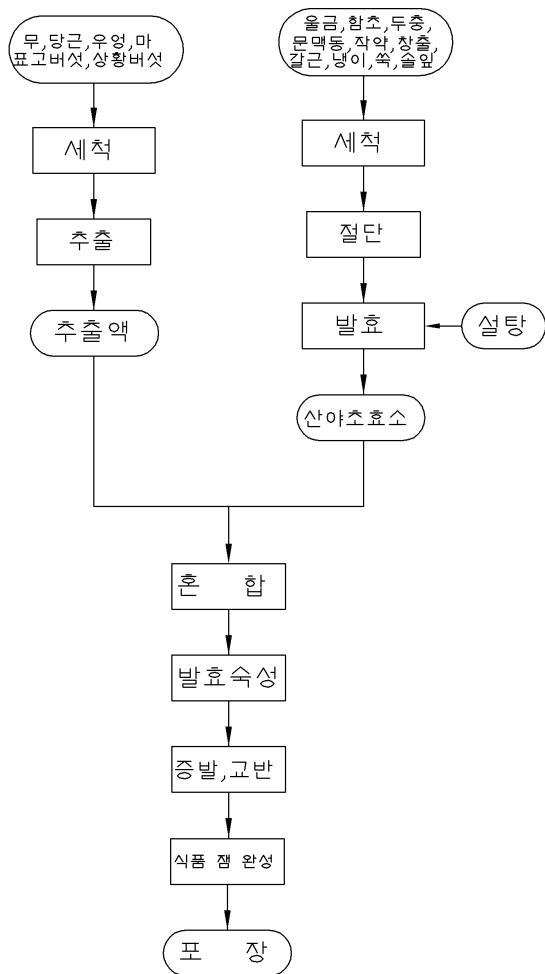 무,당근,우엉,마
표고버섯,상황버섯
세척
추출
추출액
울금,함초,두충,
문맥동,작약,창출,
갈근,냉이,쑥,솔잎
세척
절단
발효
설탕
산야초효소
혼 합
발효숙성
증발,교반
식품 잼 완성
포 장